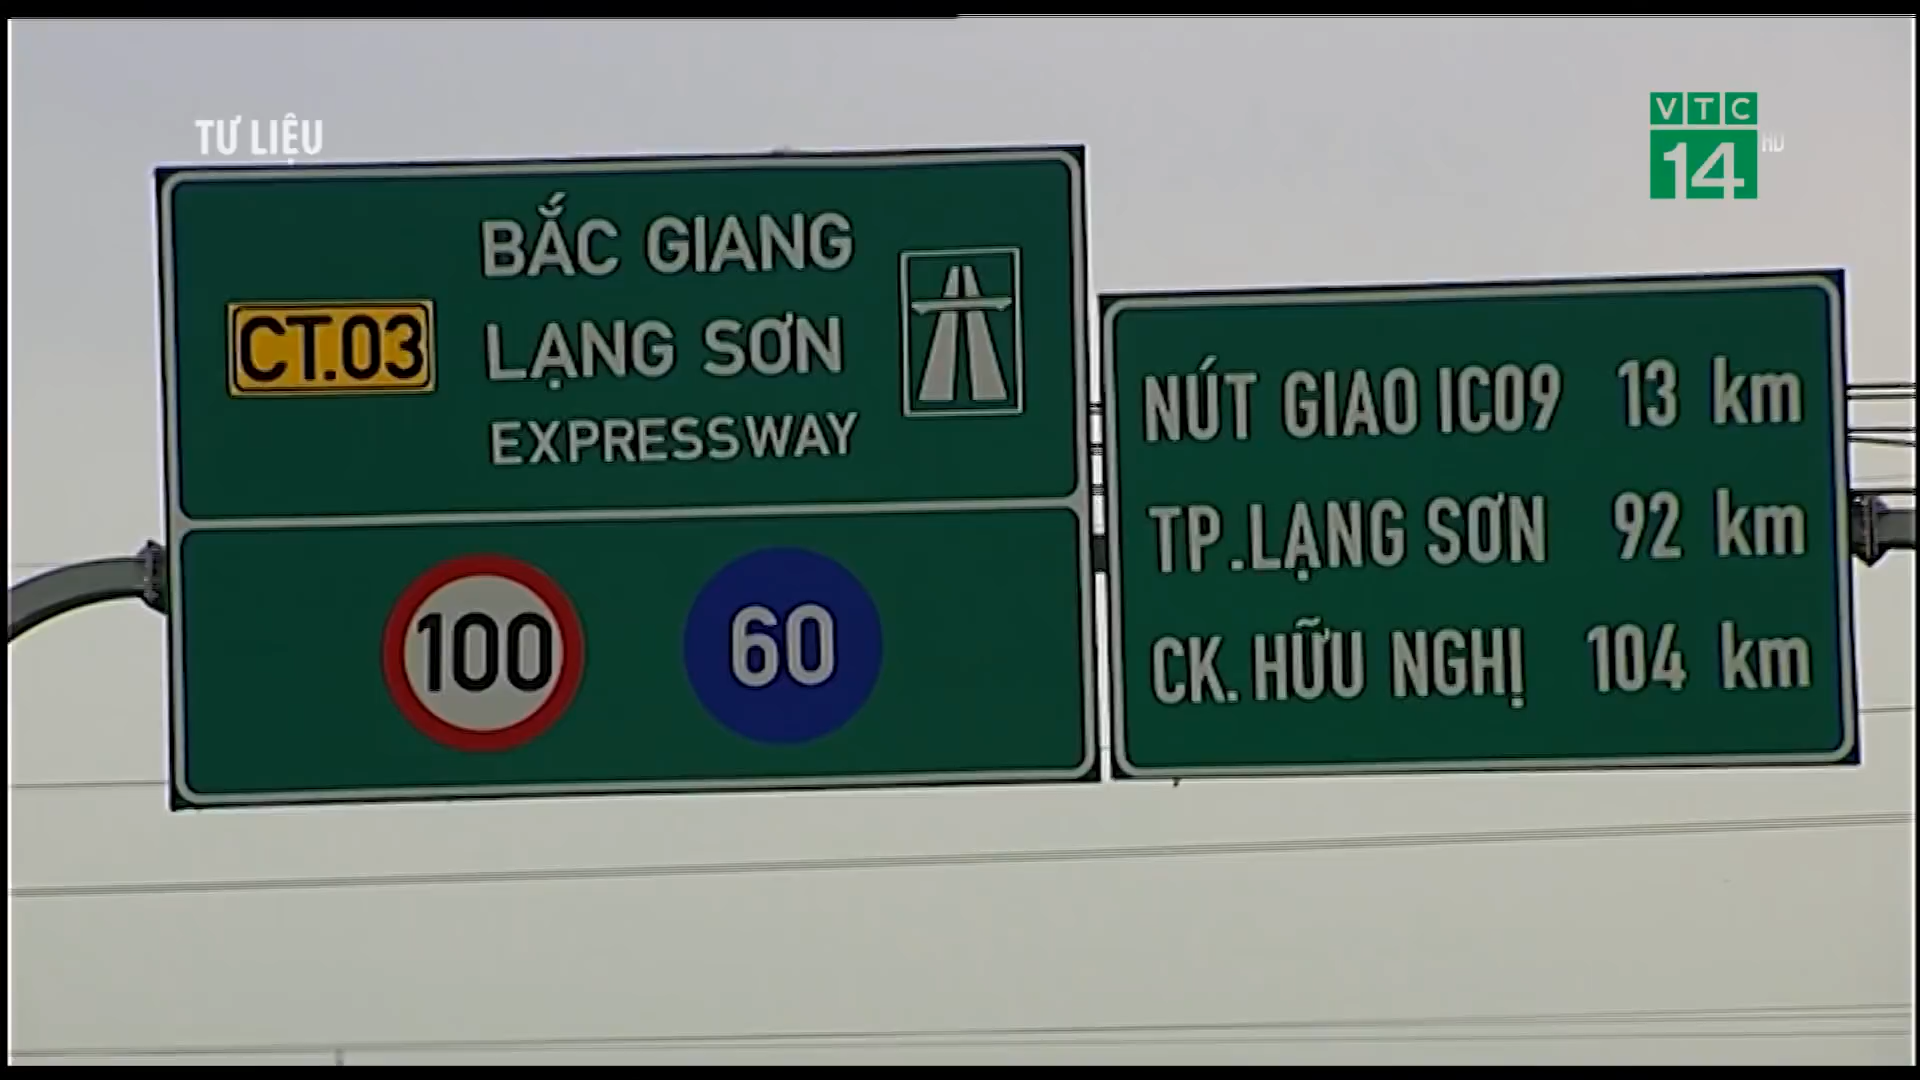 TƯ LIỆU
VTC
14
HD
BẮC GIANG
LẠNG SƠN
EXPRESSWAY
CT.03
100
60
NÚT GIAO IC09 13 km
TP.LẠNG SƠN 92 km
CK. HỮU NGHỊ 104 km